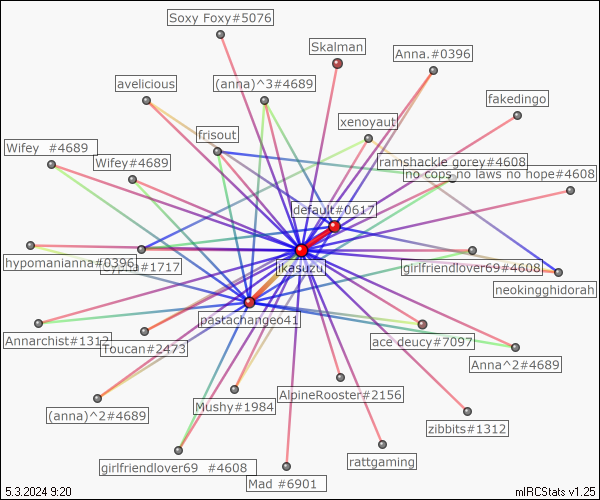 Soxy Foxy#5076
Skalman
Anna.#0396
avelicious
(anna)^3#4689
fakedingo
xenoyaut
frisout
Wifey  #4689
Wifey#4689
ramshackle gorey#4608
no cops no laws no hope#4608
default#0617
hypomananna#0396
#1717
ikasuzu
girlfriendlover69#4608
neokingghidorah
pastachangeo41
Annarchist#1312
Toucan#2473
ace deucy#7097
Anna^2#4689
AlpineRooster#2156
Mushy#1984
(anna)^2#4689
zibbits#1312
girlfriendlover69  #4608
rattgaming
Mad #6901
5.3.2024 9:20
mIRCStats v1.25